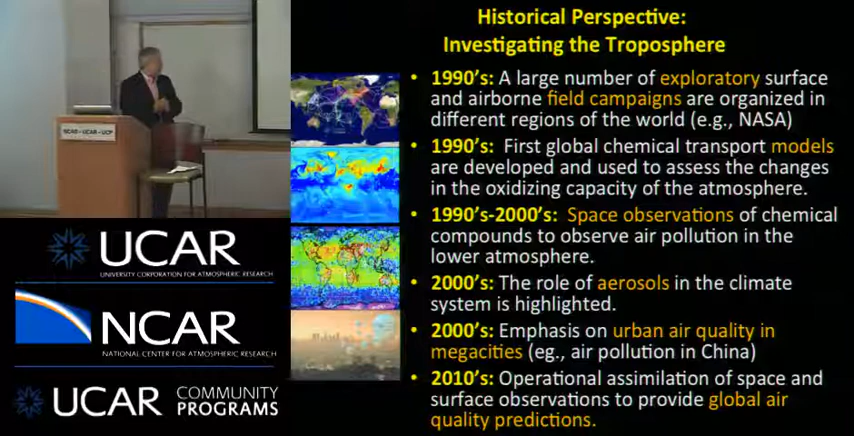 Historical Perspective:
Investigating the Troposphere
• 1990's: A large number of exploratory surface
and airborne field campaigns are organized in
different regions of the world (e.g., NASA)
• 1990's: First global chemical transport models
are developed and used to assess the changes
in the oxidizing capacity of the atmosphere.
• 1990's-2000's: Space observations of chemical
compounds to observe air pollution in the
lower atmosphere.
• 2000's: The role of aerosols in the climate
system is highlighted.
• 2000's: Emphasis on urban air quality in
megacities (eg., air pollution in China)
• 2010's: Operational assimilation of space and
surface observations to provide global air
quality predictions.
NCAR • UCAR • UCP
UCAR
UNIVERSITY CORPORATION FOR ATMOSPHERIC RESEARCH
NCAR
NATIONAL CENTER FOR ATMOSPHERIC RESEARCH
UCAR COMMUNITY
PROGRAMS